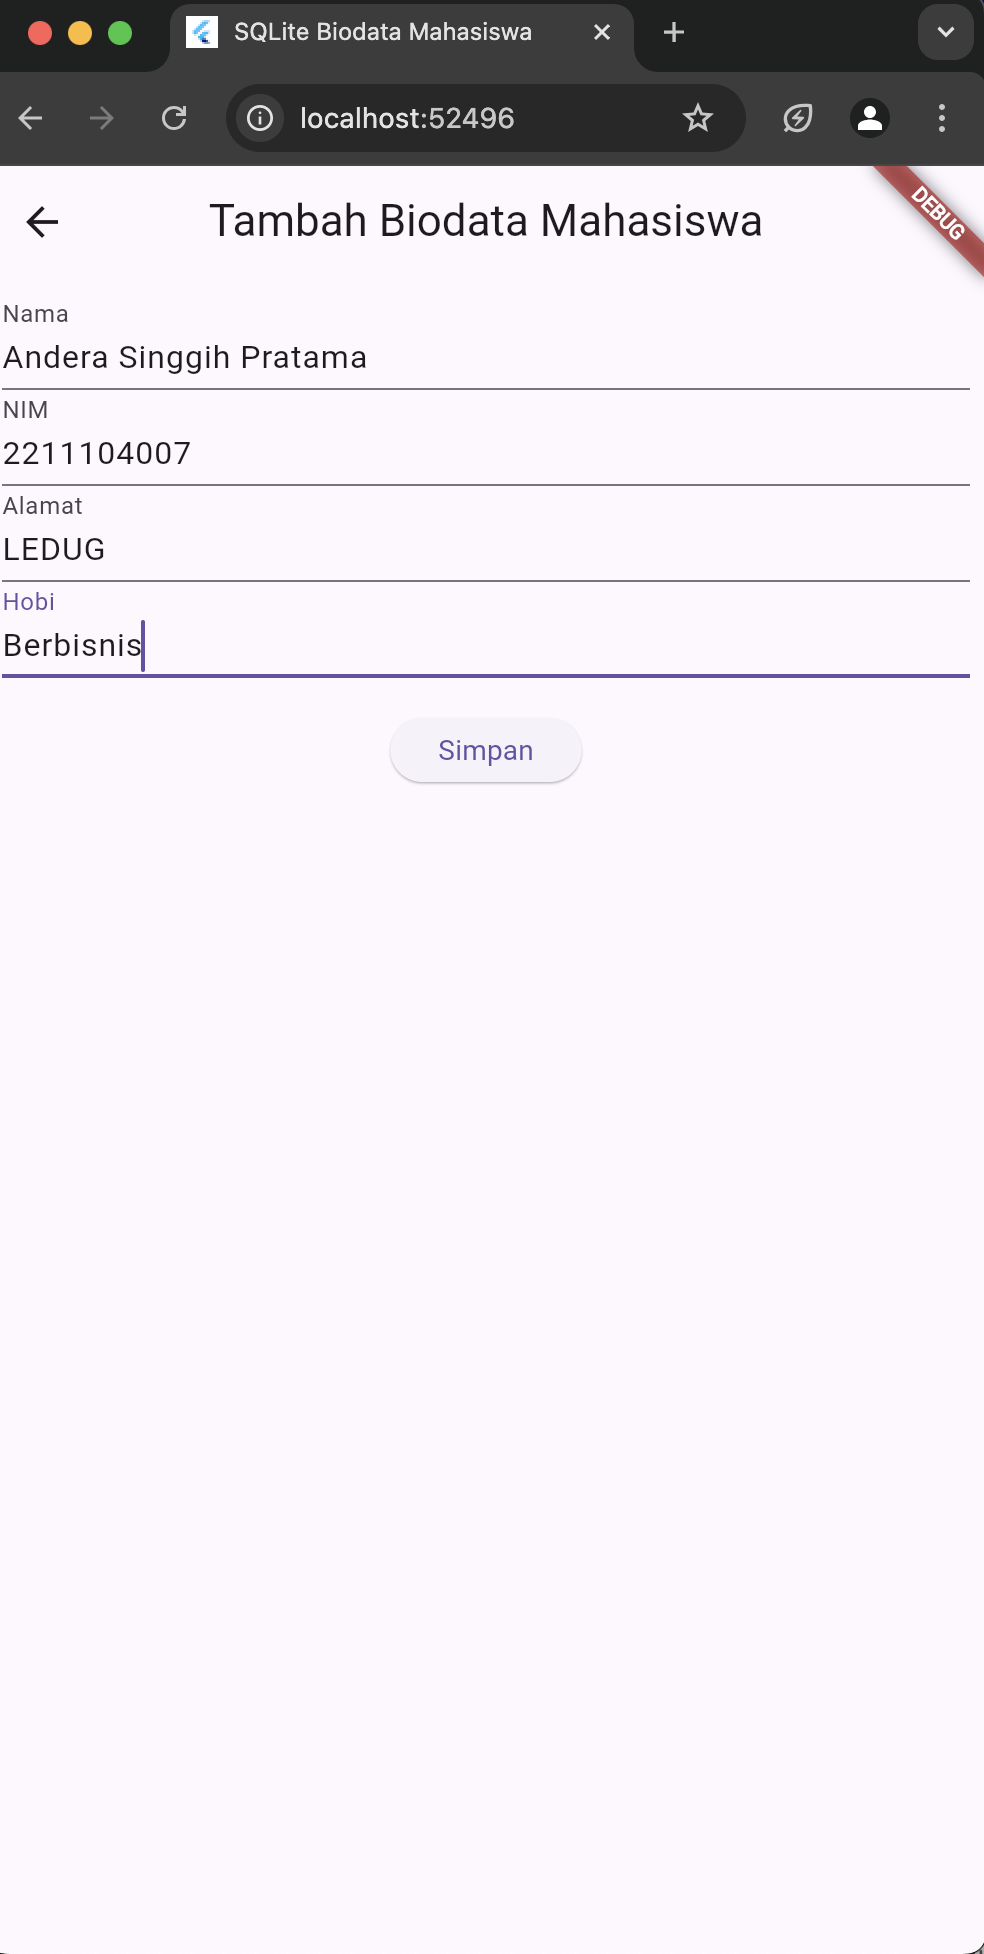 SQLite Biodata Mahasiswa
localhost:52496
Tambah Biodata Mahasiswa
DEBUG
Nama
Andera Singgih Pratama
NIM
2211104007
Alamat
LEDUG
Hobi
Berbisnis
Simpan